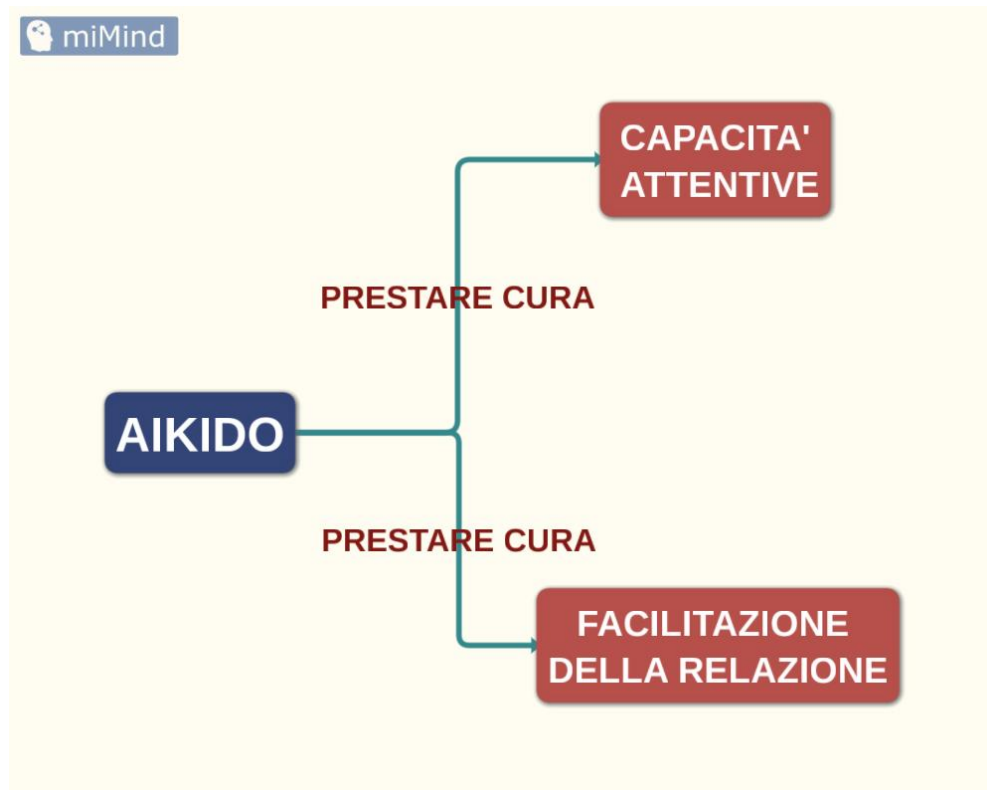 miMind
CAPACITA'
ATTENTIVE
PRESTARE CURA
AIKIDO
PRESTARE CURA
FACILITAZIONE
DELLA RELAZIONE